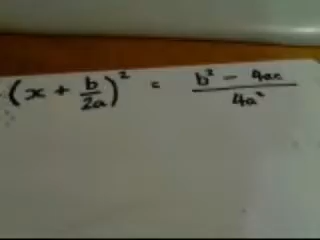 (x + b/2a)² = b² - 4ac / 4a²